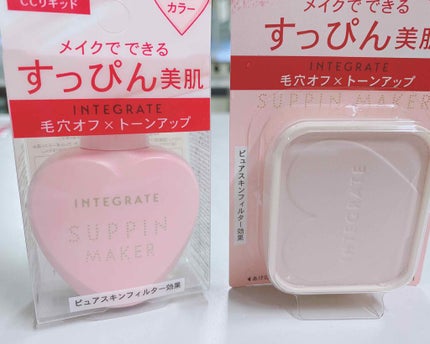 CCリキッド
カラー
メイクで できる
すっぴん美肌
INTEGRATE
毛穴オフ×トーンアップ
INTEGRATE
SUPPIN
MAKER
ピュアスキンフィルター効果
メイクで できる
すっぴん美肌
INTEGRATE
毛穴オフ×トーンアップ
SUPPIN MAKER
ピュアスキンフィルター効果
INTEGRATE